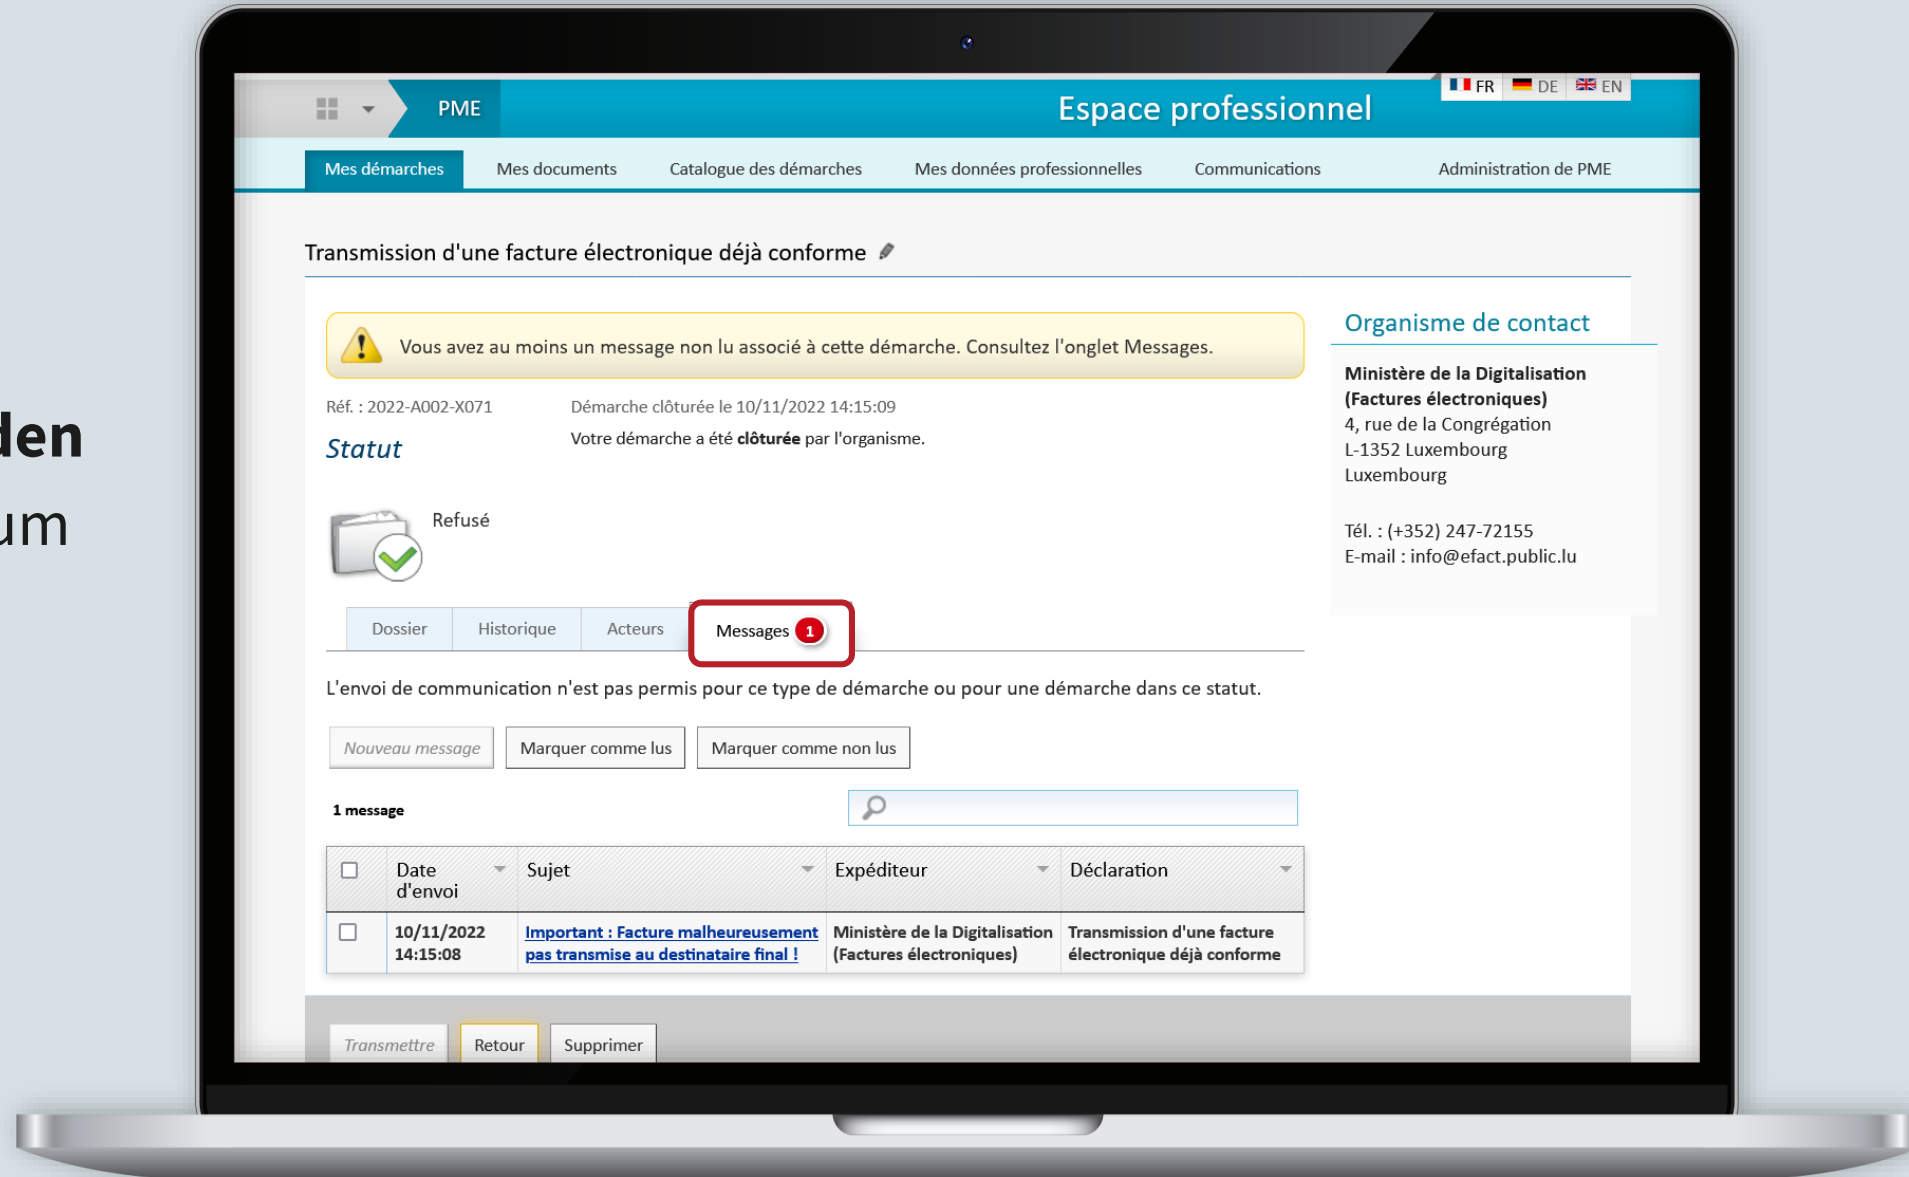 PME
Espace professionnel
FR DE EN
Mes démarches Mes documents Catalogue des démarches Mes données professionnelles Communications Administration de PME
Transmission d'une facture électronique déjà conforme
Vous avez au moins un message non lu associé à cette démarche. Consultez l'onglet Messages.
Réf. : 2022-A002-X071 Démarche clôturée le 10/11/2022 14:15:09
Statut Votre démarche a été clôturée par l'organisme.
Refusé
Organisme de contact
Ministère de la Digitalisation
(Factures électroniques)
4, rue de la Congrégation
L-1352 Luxembourg
Luxembourg
Tél. : (+352) 247-72155
E-mail : info@efact.public.lu
den
um
Dossier Historique Acteurs Messages 1
L'envoi de communication n'est pas permis pour ce type de démarche ou pour une démarche dans ce statut.
Nouveau message Marquer comme lus Marquer comme non lus
1 message
Date d'envoi Sujet Expéditeur Déclaration
10/11/2022 Important : Facture malheureusement Ministère de la Digitalisation Transmission d'une facture
14:15:08 pas transmise au destinataire final ! (Factures électroniques) électronique déjà conforme
Transmettre Retour Supprimer